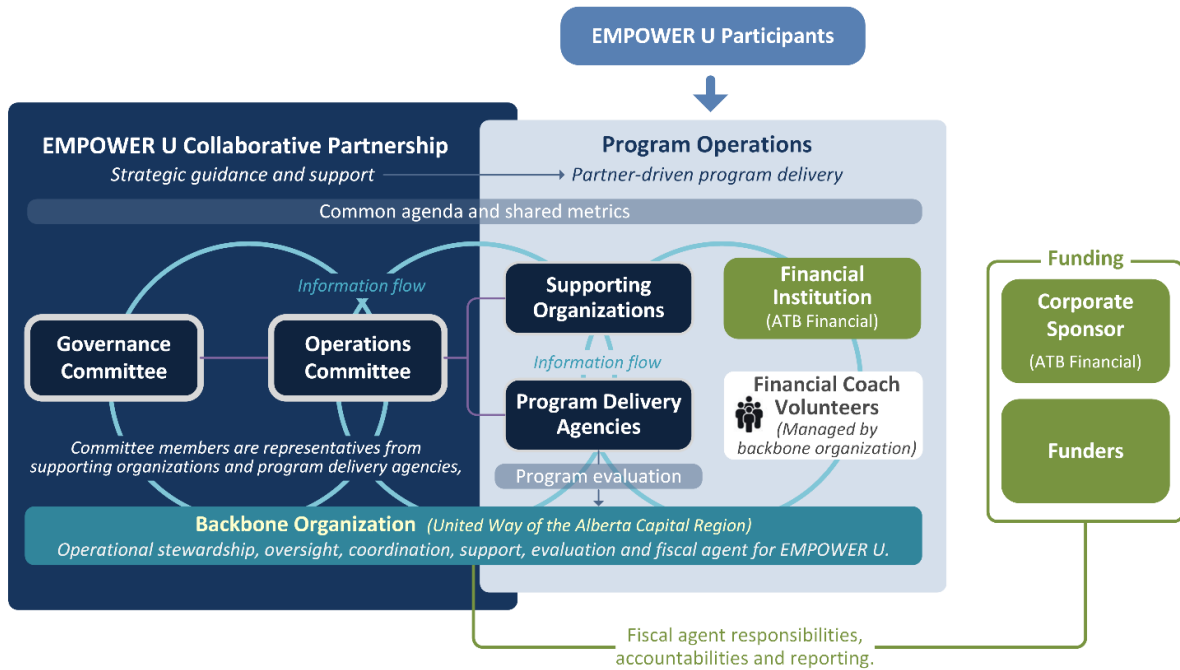 EMPOWER U Participants
EMPOWER U Collaborative Partnership
Strategic guidance and support
Program Operations
Partner-driven program delivery
Common agenda and shared metrics
Information flow
Governance
Committee
Operations
Committee
Supporting
Organizations
Information flow
Program Delivery
Agencies
Financial
Institution
(ATB Financial)
Financial Coach
Volunteers
(Managed by
backbone organization)
Committee members are representatives from
supporting organizations and program delivery agencies,
Program evaluation
Backbone Organization (United Way of the Alberta Capital Region)
Operational stewardship, oversight, coordination, support, evaluation and fiscal agent for EMPOWER U.
Funding
Corporate
Sponsor
(ATB Financial)
Funders
Fiscal agent responsibilities,
accountabilities and reporting.